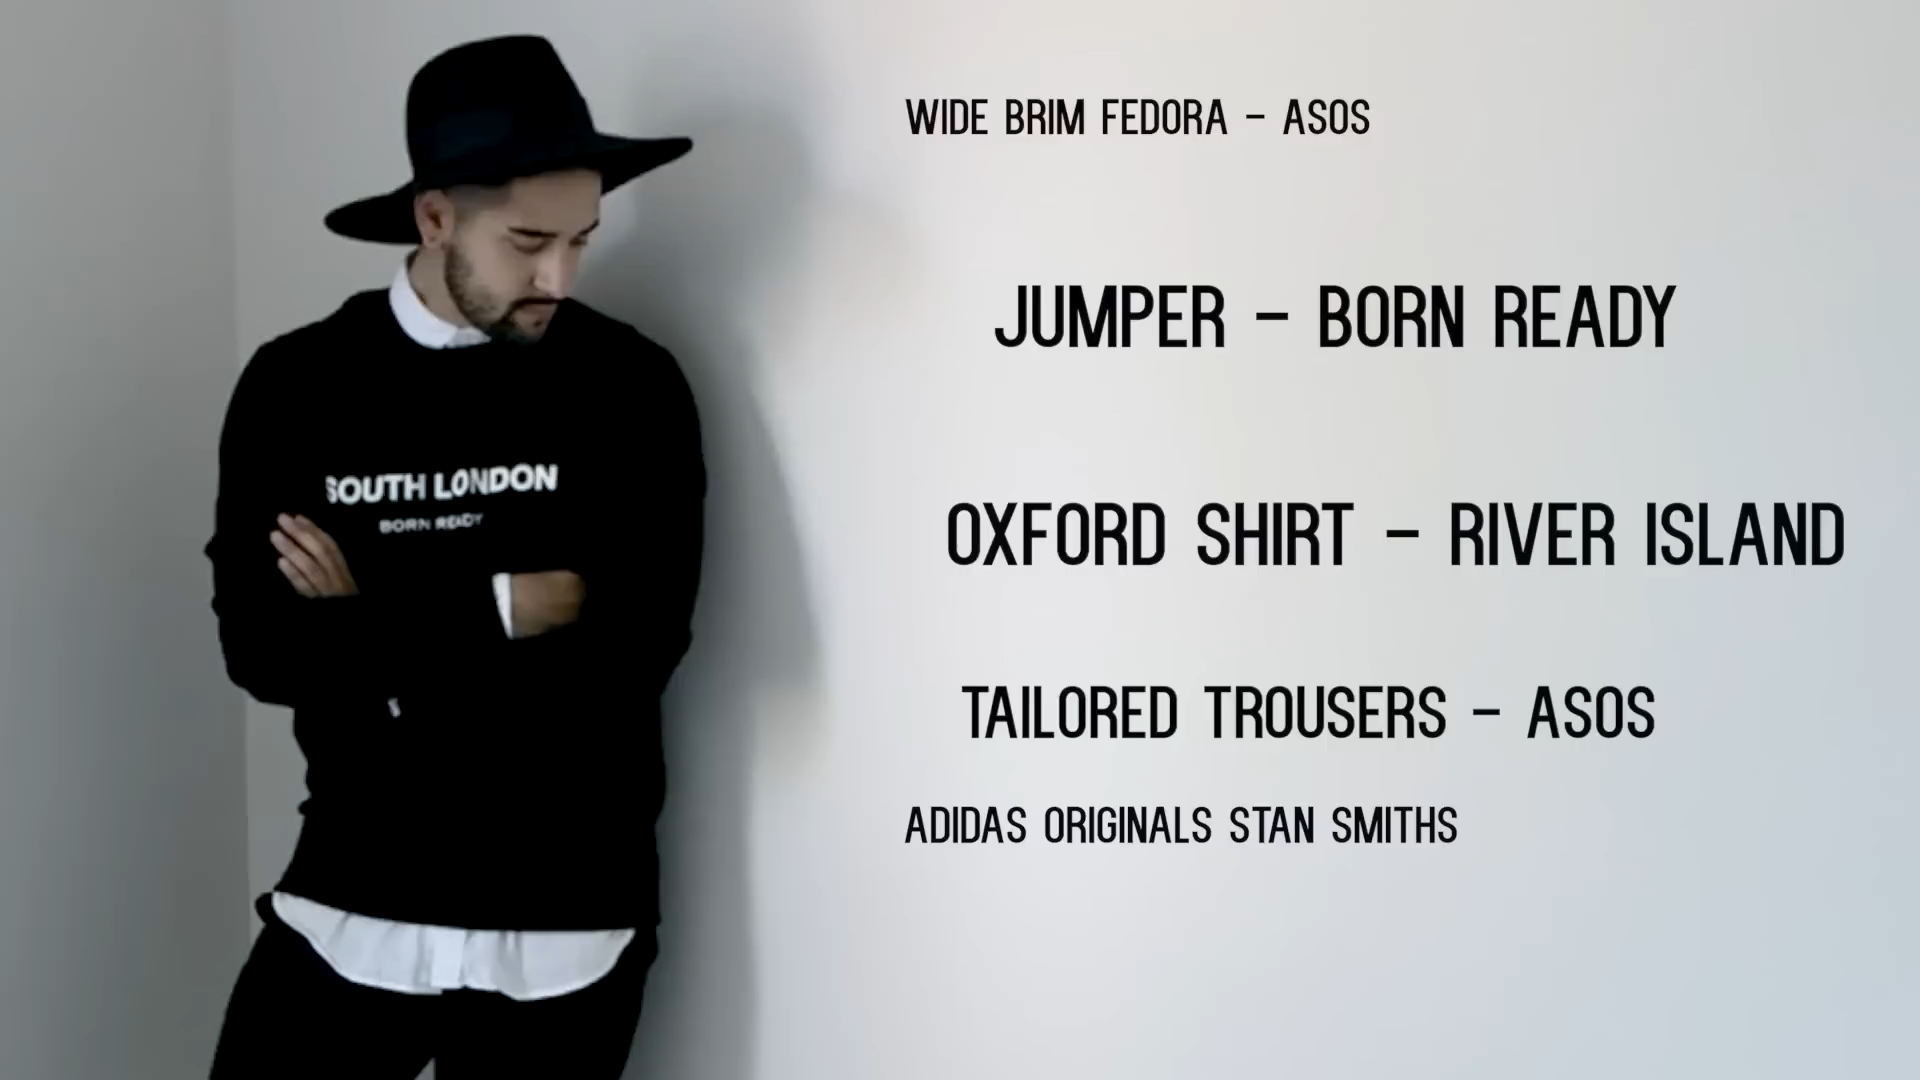 WIDE BRIM FEDORA – ASOS
JUMPER – BORN READY
SOUTH LONDON
BORN READY
OXFORD SHIRT – RIVER ISLAND
TAILORED TROUSERS – ASOS
ADIDAS ORIGINALS STAN SMITHS